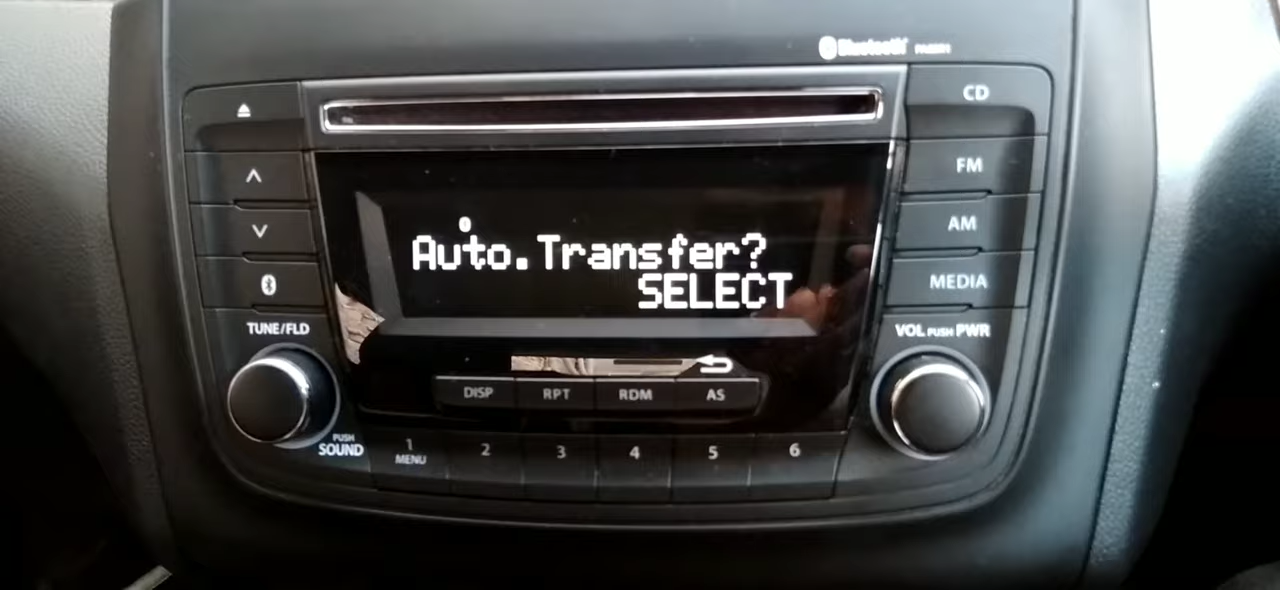 Bluetooth
CD
FM
AM
MEDIA
Auto.Transfer?
SELECT
TUNE/FLD
VOL PUSH PWR
DISP
RPT
RDM
AS
PUSH
SOUND
1
MENU
2
3
4
5
6